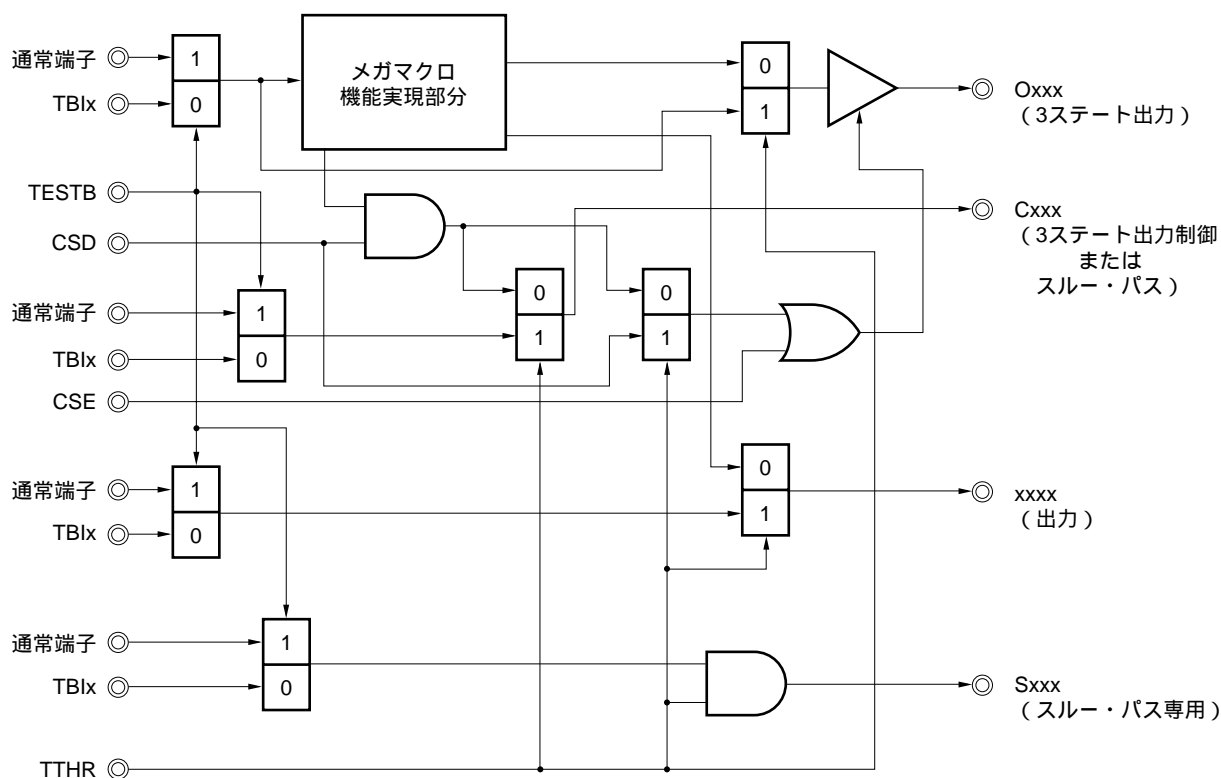 通常端子
1
TBIx
0
メガマクロ
機能実現部分
0
1
Oxxx
（3ステート出力）
TESTB
CSD
Cxxx
（3ステート出力制御
または
スルー・パス）
通常端子
1
TBIx
0
0
1
0
1
CSE
通常端子
1
TBIx
0
0
1
xxxx
（出力）
通常端子
1
TBIx
0
Sxxx
（スルー・パス専用）
TTHR